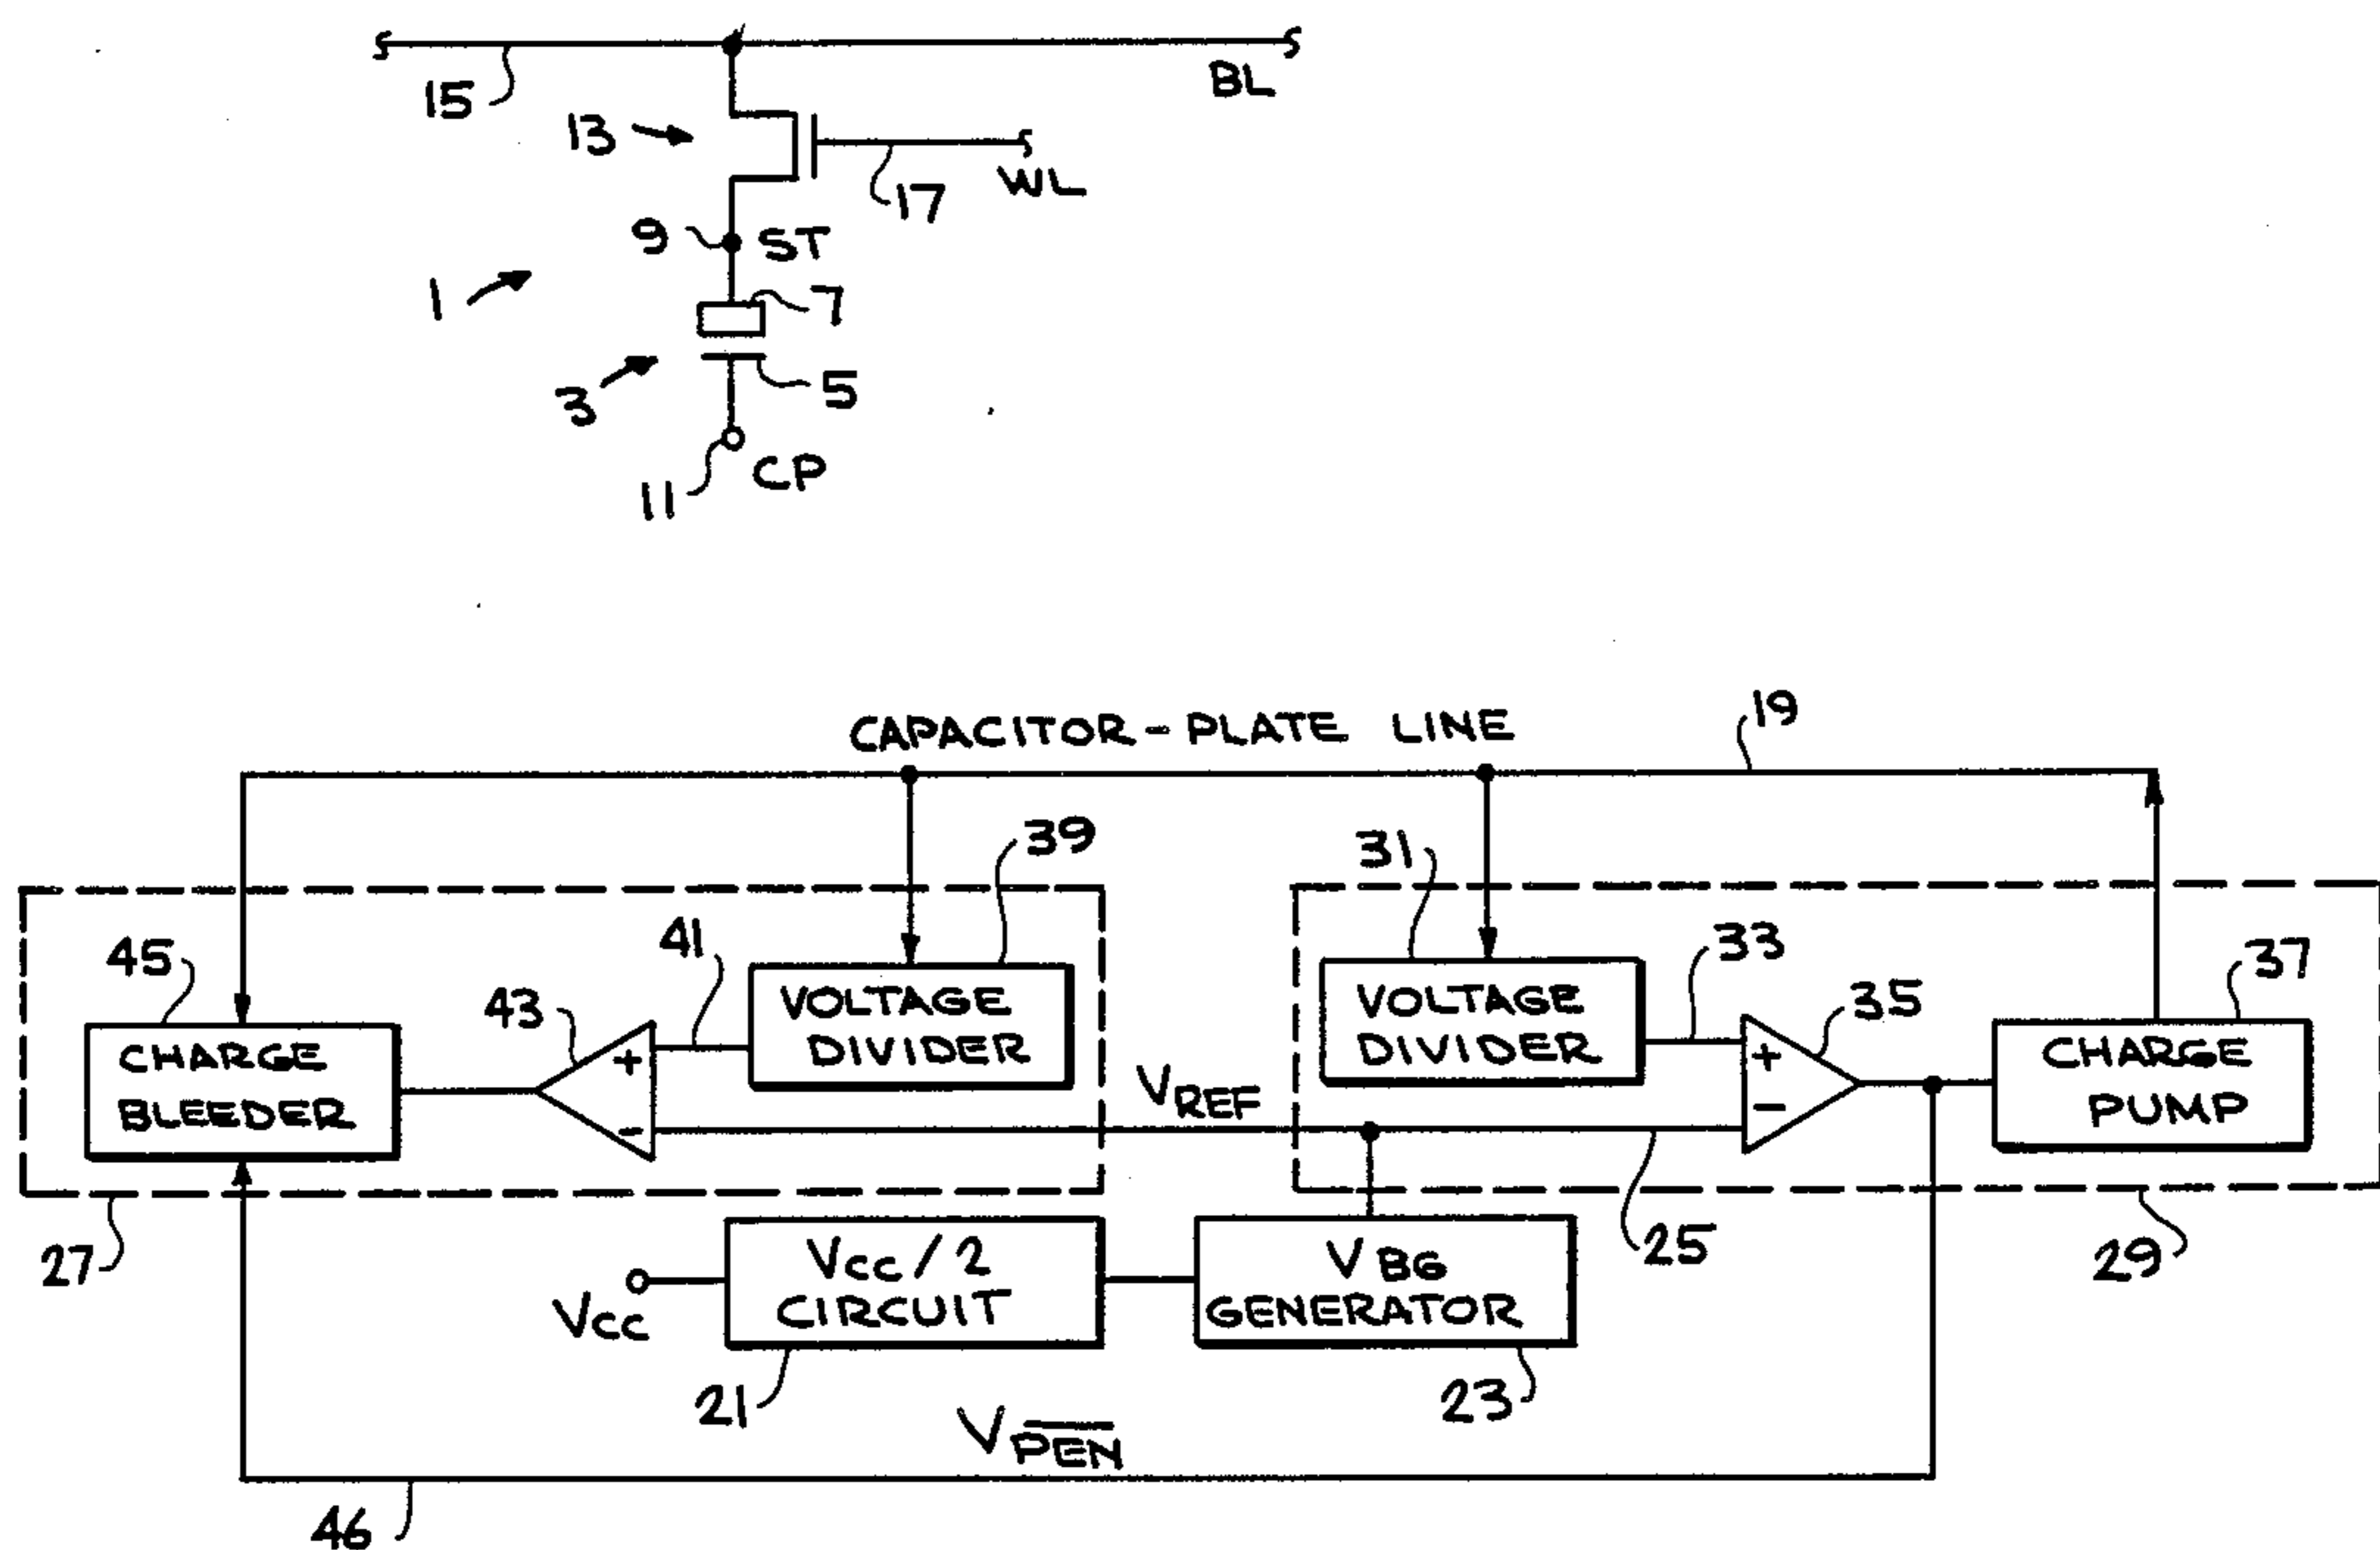 15
BL
13
WL
17
9 ST
1
7
3
5
11
CP
CAPACITOR-PLATE LINE
19
39
31
45
41
33
37
43
35
VOLTAGE
DIVIDER
VOLTAGE
DIVIDER
CHARGE
BLEEDER
CHARGE
PUMP
+
-
+
-
VREF
27
VCC
VCC/2
CIRCUIT
VBG
GENERATOR
25
29
21
23
VPEN
46